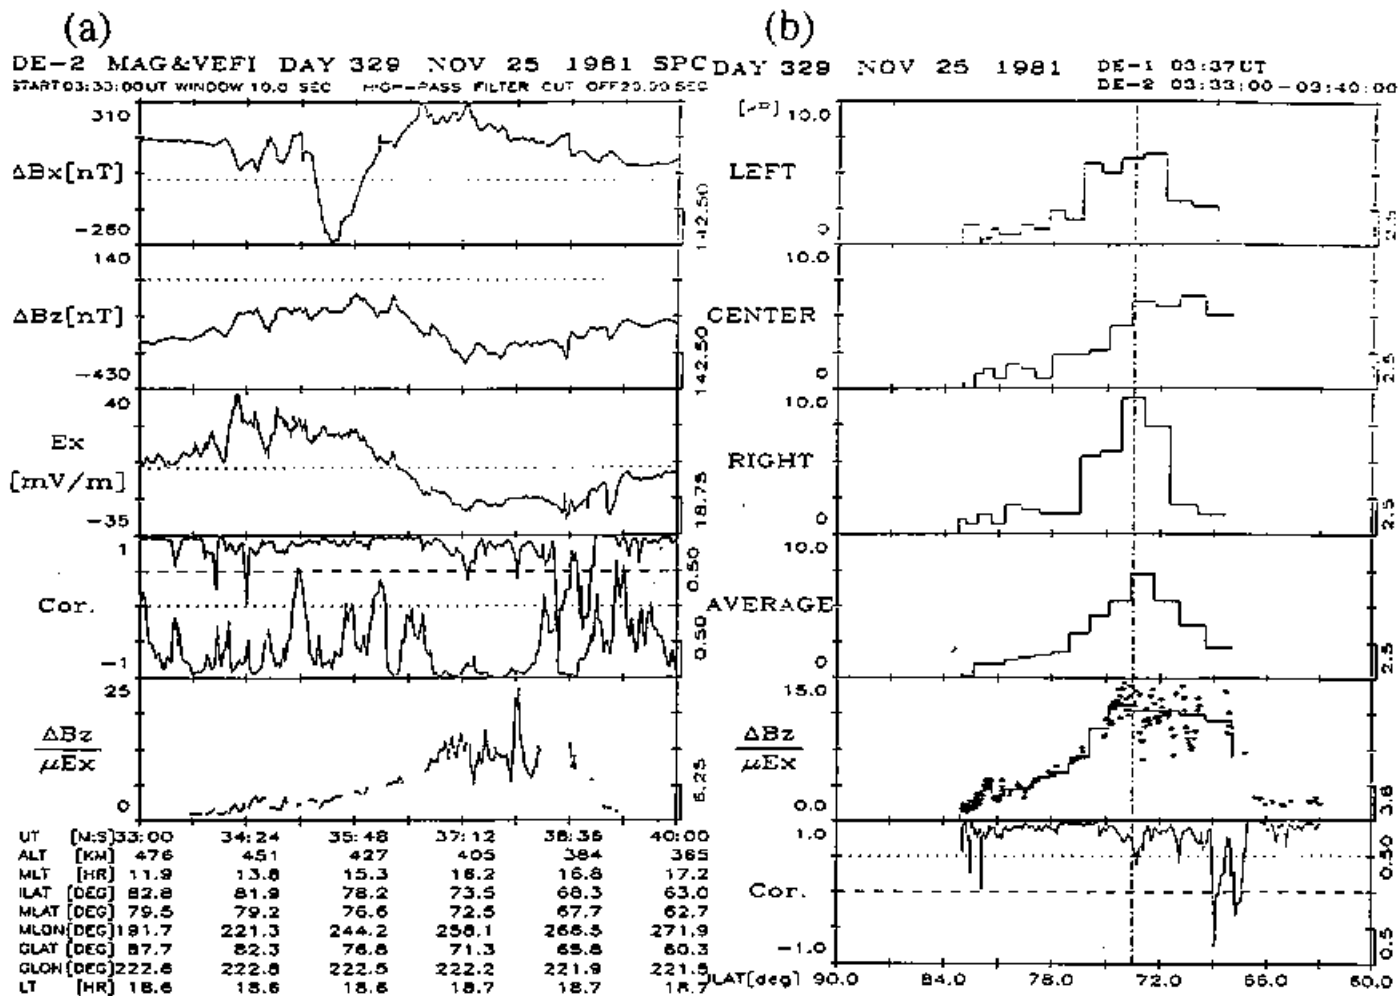 (a)
DE-2 MAG&VEFI DAY 329 NOV 25 1981 SPC
START 03:33:00 UT WINDOW 10.0 SEC HIGH-PASS FILTER CUT OFF 20.00 SEC
310
ΔBx[nT]
-250
142.50
140
ΔBz[nT]
-430
142.50
40
Ex
[mV/m]
-35
18.75
1
Cor.
-1
0.50
0.50
25
ΔBz
μEx
0
6.25
UT [M:S] 33:00 34:24 35:48 37:12 38:36 40:00
ALT [KM] 476 451 427 405 384 365
MLT [HR] 11.9 13.8 15.3 16.2 16.8 17.2
ILAT [DEG] 82.8 81.9 78.2 73.5 68.3 63.0
MLAT [DEG] 79.5 79.2 76.6 72.5 67.7 62.7
MLON [DEG] 191.7 221.3 244.2 258.1 266.5 271.9
GLAT [DEG] 87.7 82.3 76.8 71.3 65.8 60.3
GLON [DEG] 222.8 222.8 222.5 222.2 221.9 221.5
LT [HR] 18.6 18.6 18.6 18.7 18.7 18.7
(b)
DAY 329 NOV 25 1981 DE-1 03:37 UT
DE-2 03:33:00-03:40:00
10.0
LEFT
0
2.5
10.0
CENTER
0
2.5
10.0
RIGHT
0
2.5
10.0
AVERAGE
0
2.5
15.0
ΔBz
μEx
0.0
3.8
1.0
Cor.
-1.0
0.50
0.5
ILAT[deg] 90.0 84.0 78.0 72.0 66.0 60.0